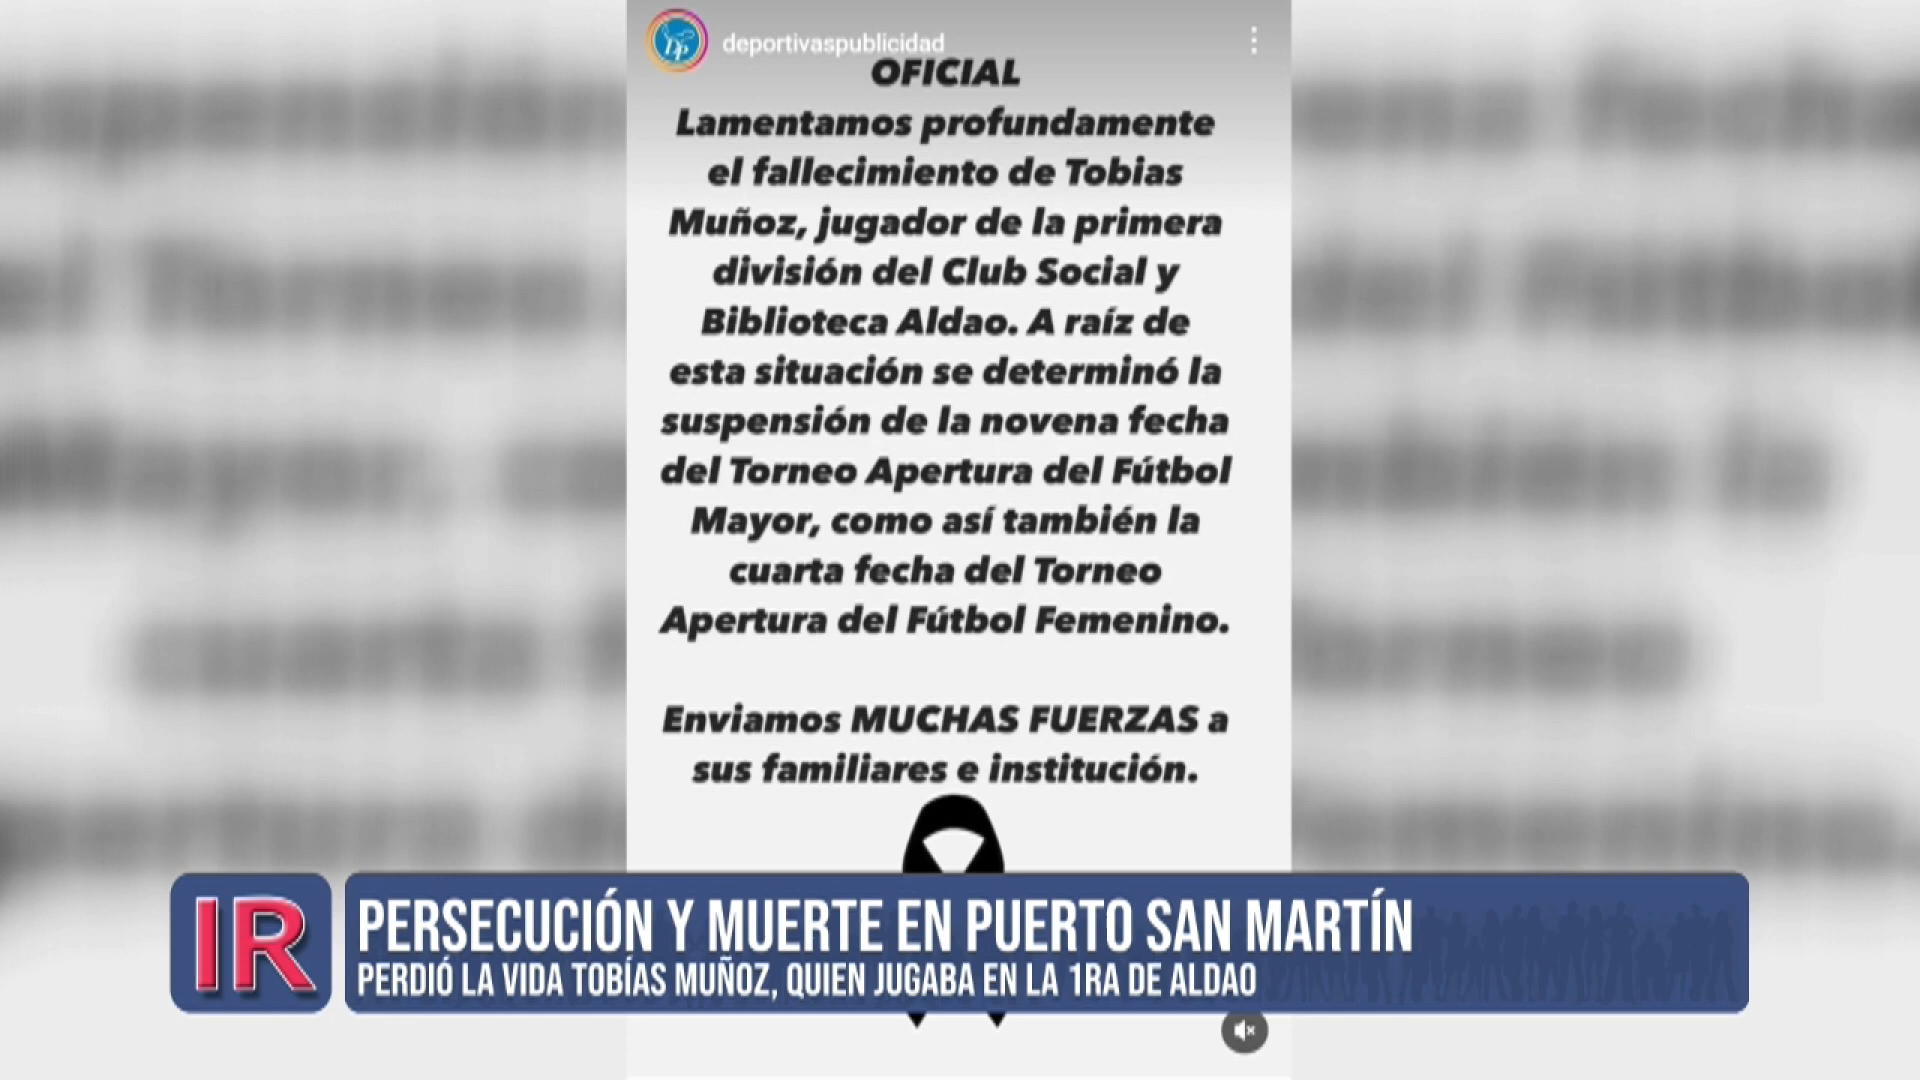 DP
deportivaspublicidad
OFICIAL
Lamentamos profundamente
el fallecimiento de Tobias
Muñoz, jugador de la primera
división del Club Social y
Biblioteca Aldao. A raíz de
esta situación se determinó la
suspensión de la novena fecha
del Torneo Apertura del Fútbol
Mayor, como así también la
cuarta fecha del Torneo
Apertura del Fútbol Femenino.
Enviamos MUCHAS FUERZAS a
sus familiares e institución.
IR
PERSECUCIÓN Y MUERTE EN PUERTO SAN MARTÍN
PERDIÓ LA VIDA TOBÍAS MUÑOZ, QUIEN JUGABA EN LA 1RA DE ALDAO